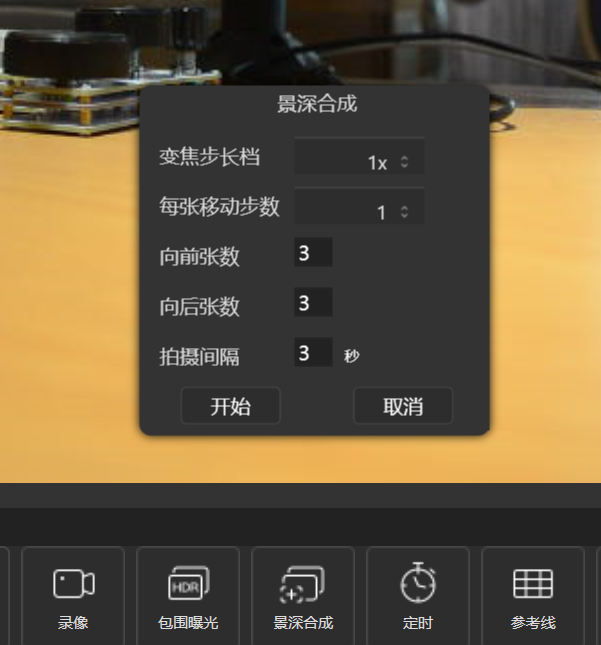 景深合成
变焦步长档 1x
每张移动步数 1
向前张数 3
向后张数 3
拍摄间隔 3 秒
开始 取消
HDR
录像 包围曝光 景深合成 定时 参考线